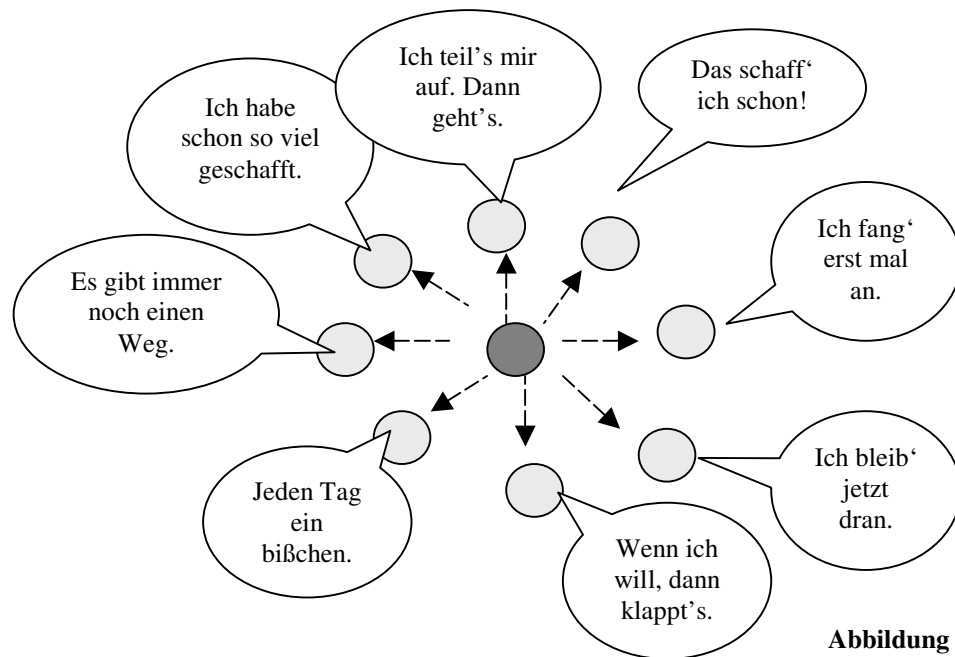 Ich teil's mir
auf. Dann
geht's.
Das schaff‘
ich schon!
Ich habe
schon so viel
geschafft.
Ich fang‘
erst mal
an.
Es gibt immer
noch einen
Weg.
Ich bleib‘
jetzt
dran.
Jeden Tag
ein
bißchen.
Wenn ich
will, dann
klappt's.
Abbildung